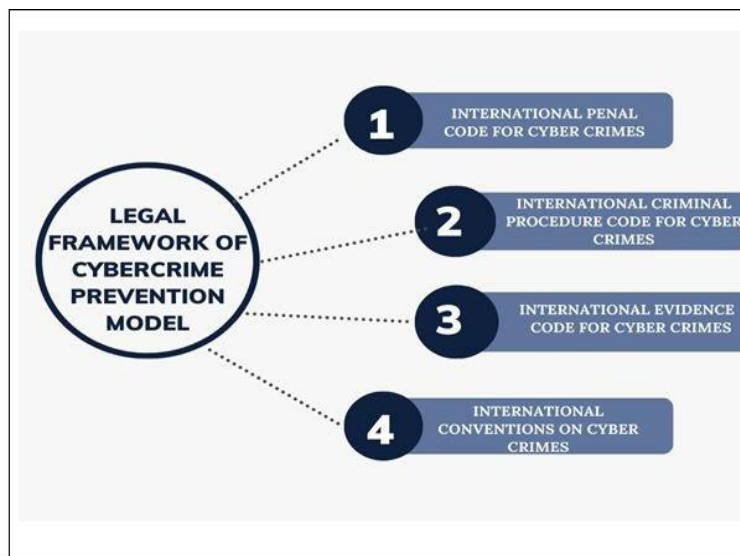 LEGAL
FRAMEWORK OF
CYBERCRIME
PREVENTION
MODEL
1
INTERNATIONAL PENAL
CODE FOR CYBER CRIMES
2
INTERNATIONAL CRIMINAL
PROCEDURE CODE FOR CYBER
CRIMES
3
INTERNATIONAL EVIDENCE
CODE FOR CYBER CRIMES
4
INTERNATIONAL
CONVENTIONS ON CYBER
CRIMES